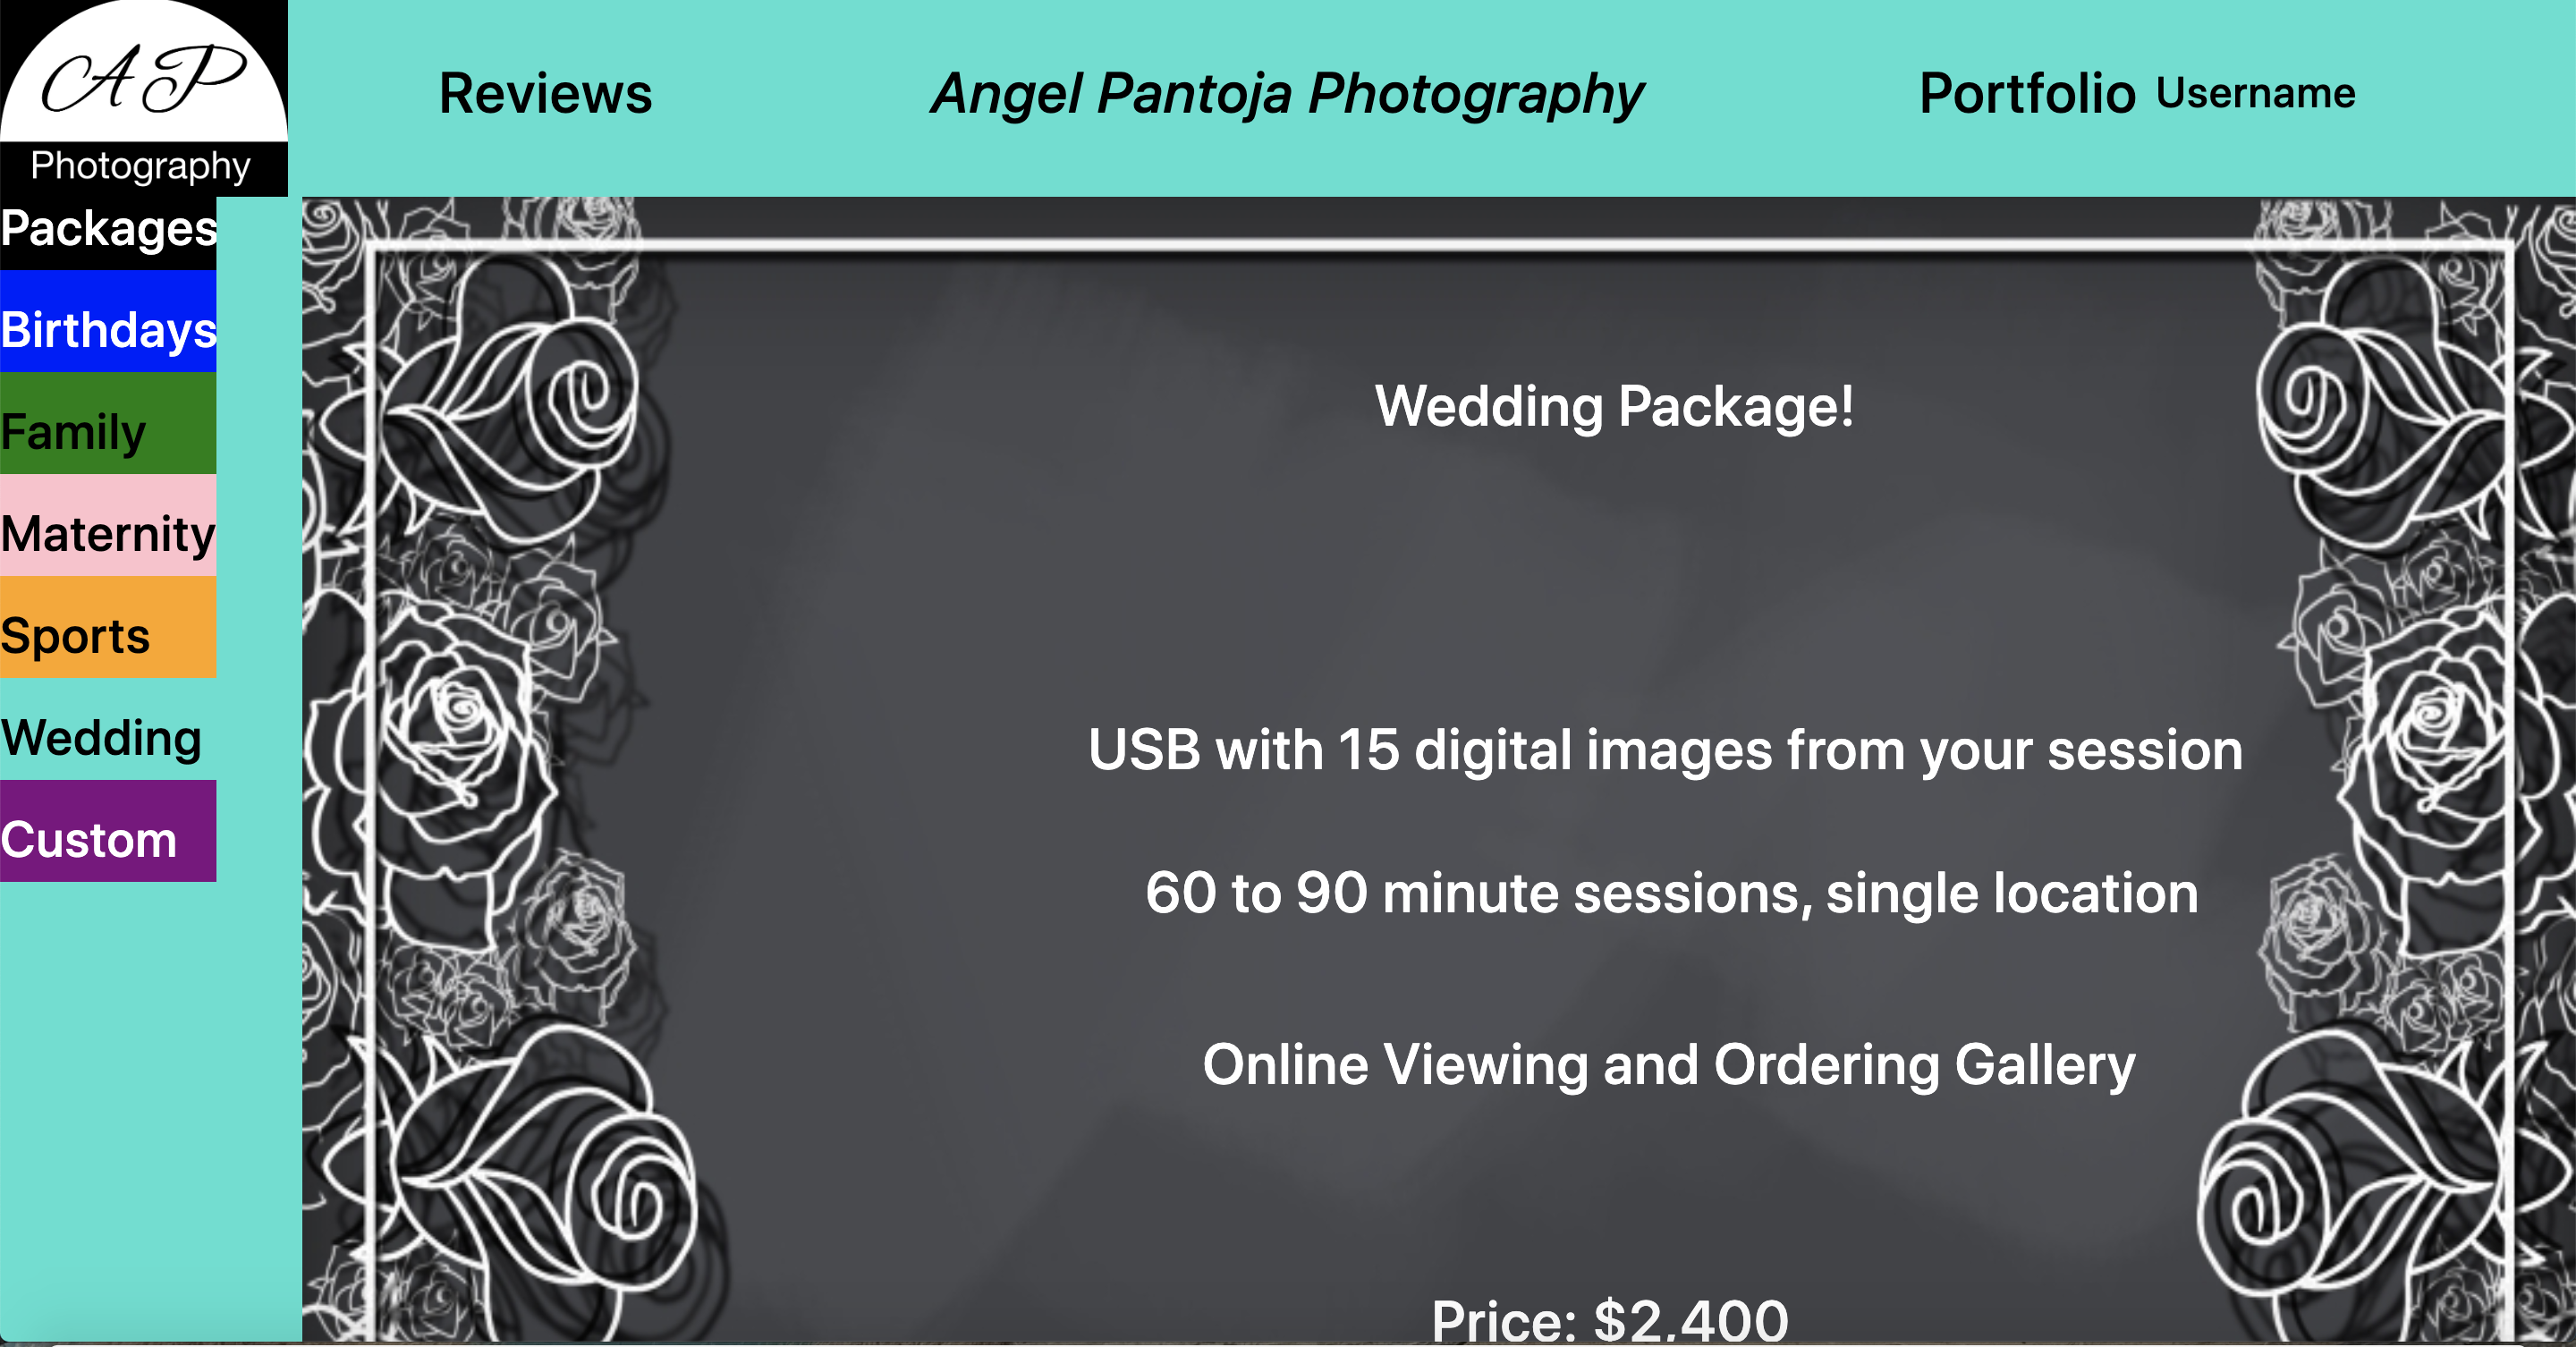 AP
Photography
Reviews
Angel Pantoja Photography
Portfolio
Username
Packages
Birthdays
Family
Maternity
Sports
Wedding
Custom
Wedding Package!
USB with 15 digital images from your session
60 to 90 minute sessions, single location
Online Viewing and Ordering Gallery
Price: $2,400